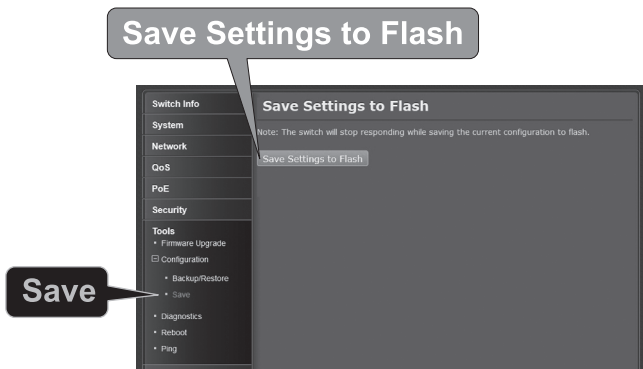 Save Settings to Flash
Switch Info
System
Network
QoS
PoE
Security
Tools
• Firmware Upgrade
Configuration
• Backup/Restore
• Save
• Diagnostics
• Reboot
• Ping
Save Settings to Flash
Note: The switch will stop responding while saving the current configuration to flash.
Save Settings to Flash
Save